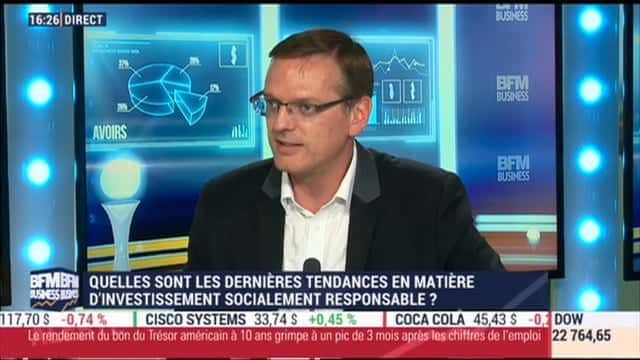 16:26 DIRECT
AVOIRS
BFM
BUSINESS
BFM
BUSINESS
BFM
BUSINESS
QUELLES SONT LES DERNIÈRES TENDANCES EN MATIÈRE
D'INVESTISSEMENT SOCIALEMENT RESPONSABLE ?
117,70 $ -0,74 % CISCO SYSTEMS 33,74 $ +0,45 % COCA COLA 45,43 $ DOW
Le rendement du bon du Trésor américain à 10 ans grimpe à un pic de 3 mois après les chiffres de l'emploi 22 764,65